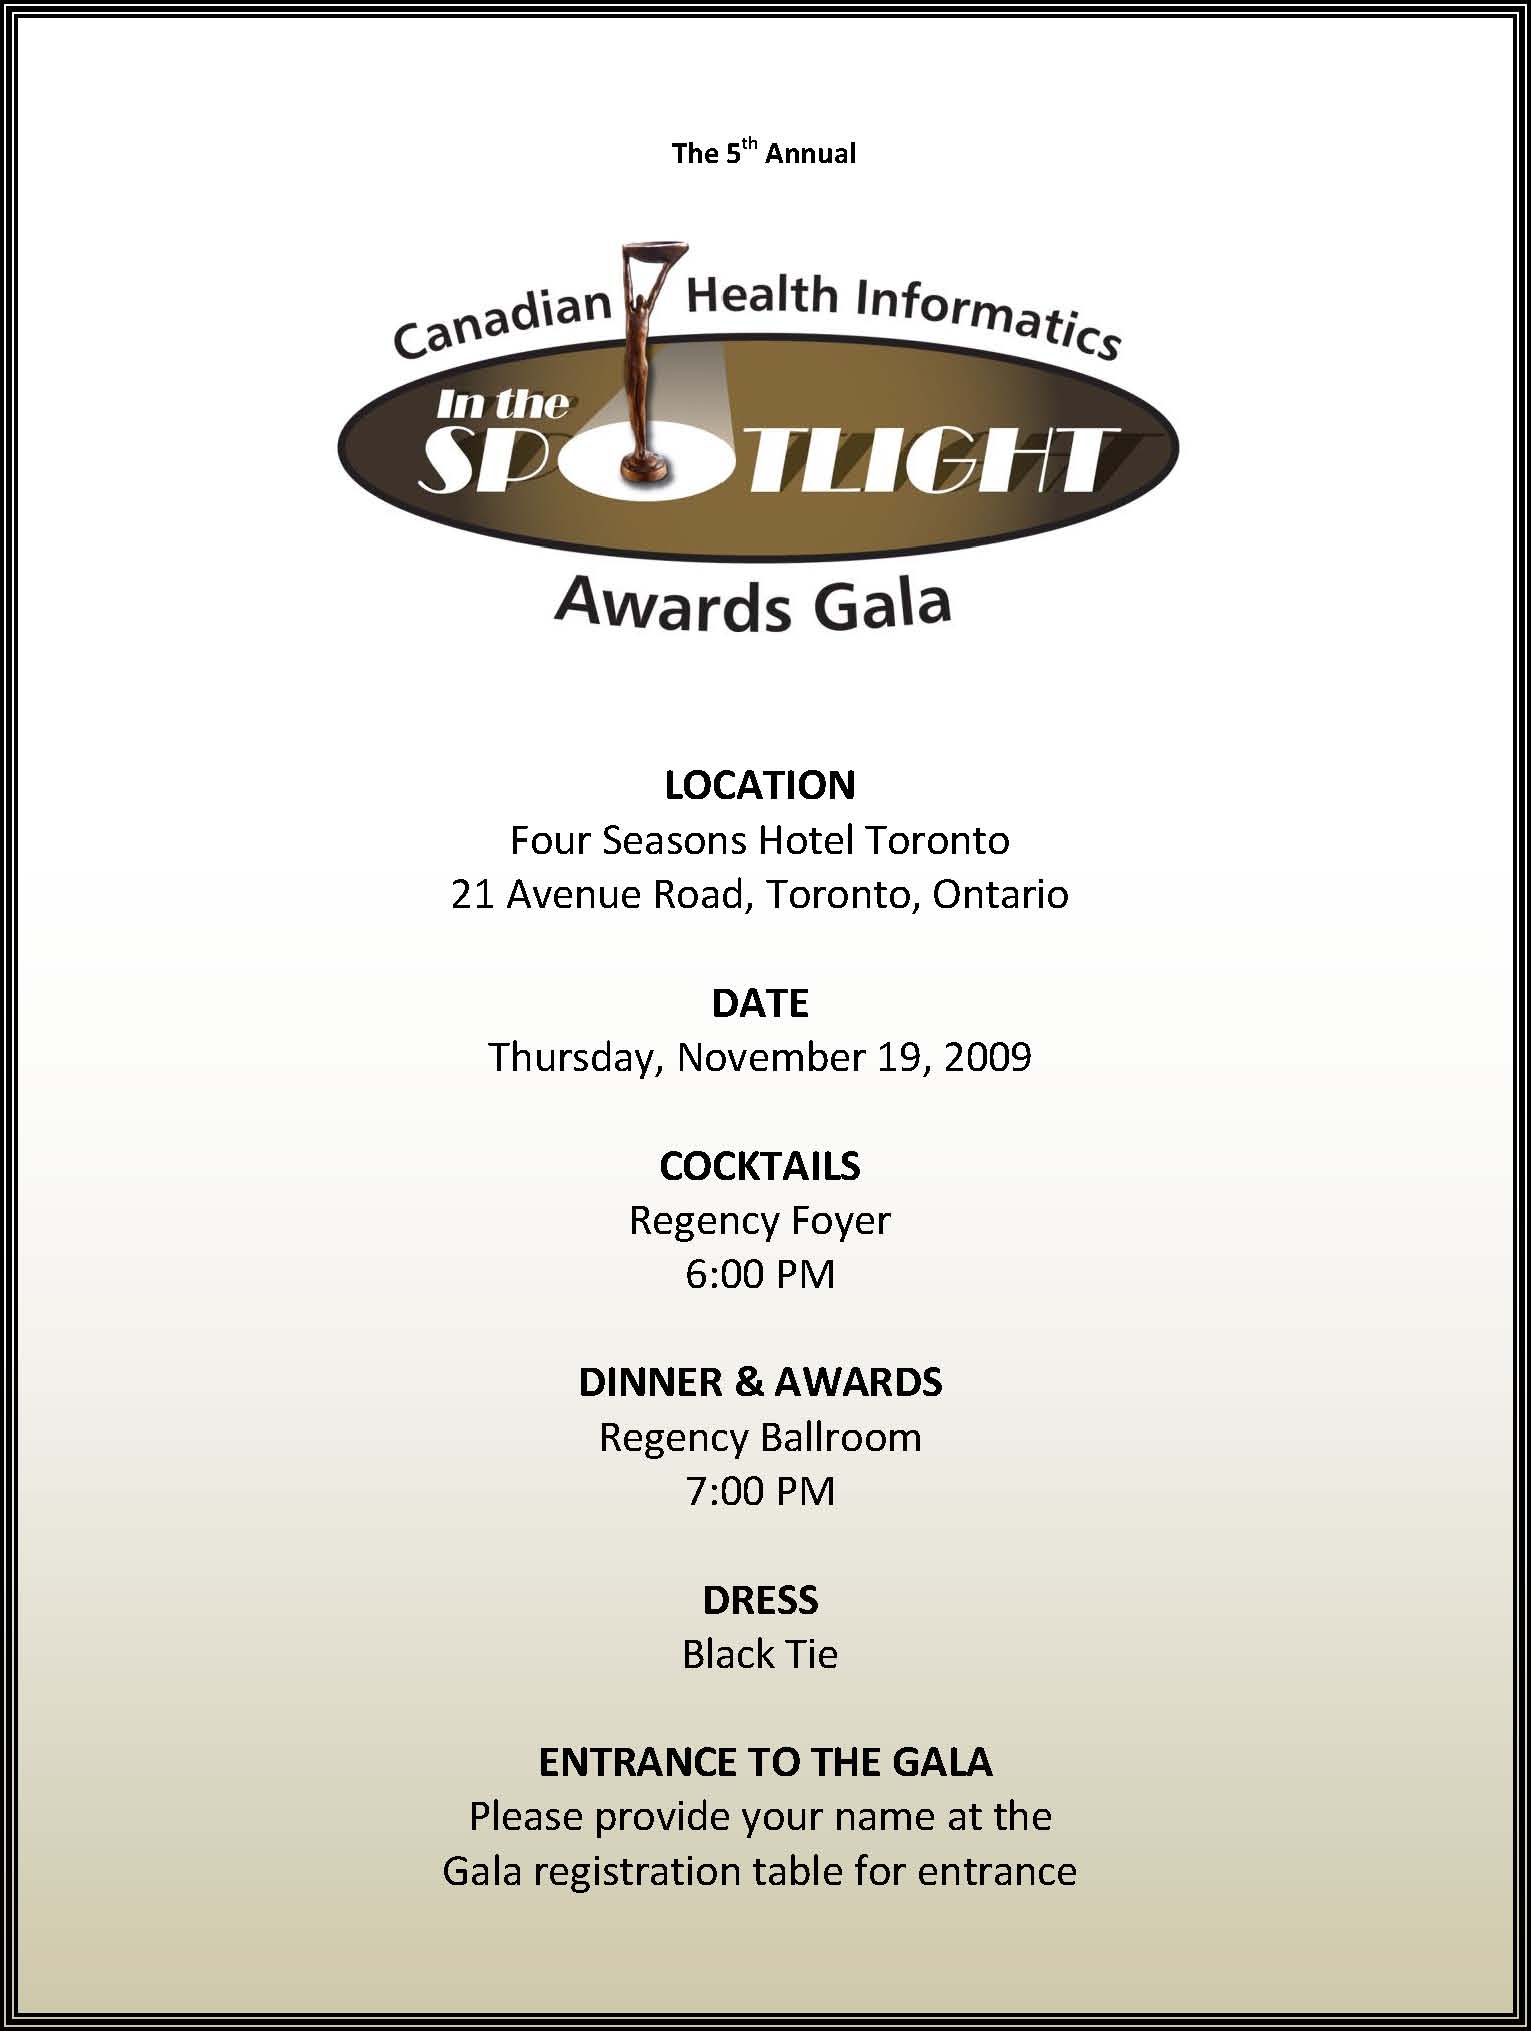 The 5th Annual
Canadian Health Informatics
In the
SPOTLIGHT
Awards Gala
LOCATION
Four Seasons Hotel Toronto
21 Avenue Road, Toronto, Ontario
DATE
Thursday, November 19, 2009
COCKTAILS
Regency Foyer
6:00 PM
DINNER & AWARDS
Regency Ballroom
7:00 PM
DRESS
Black Tie
ENTRANCE TO THE GALA
Please provide your name at the
Gala registration table for entrance